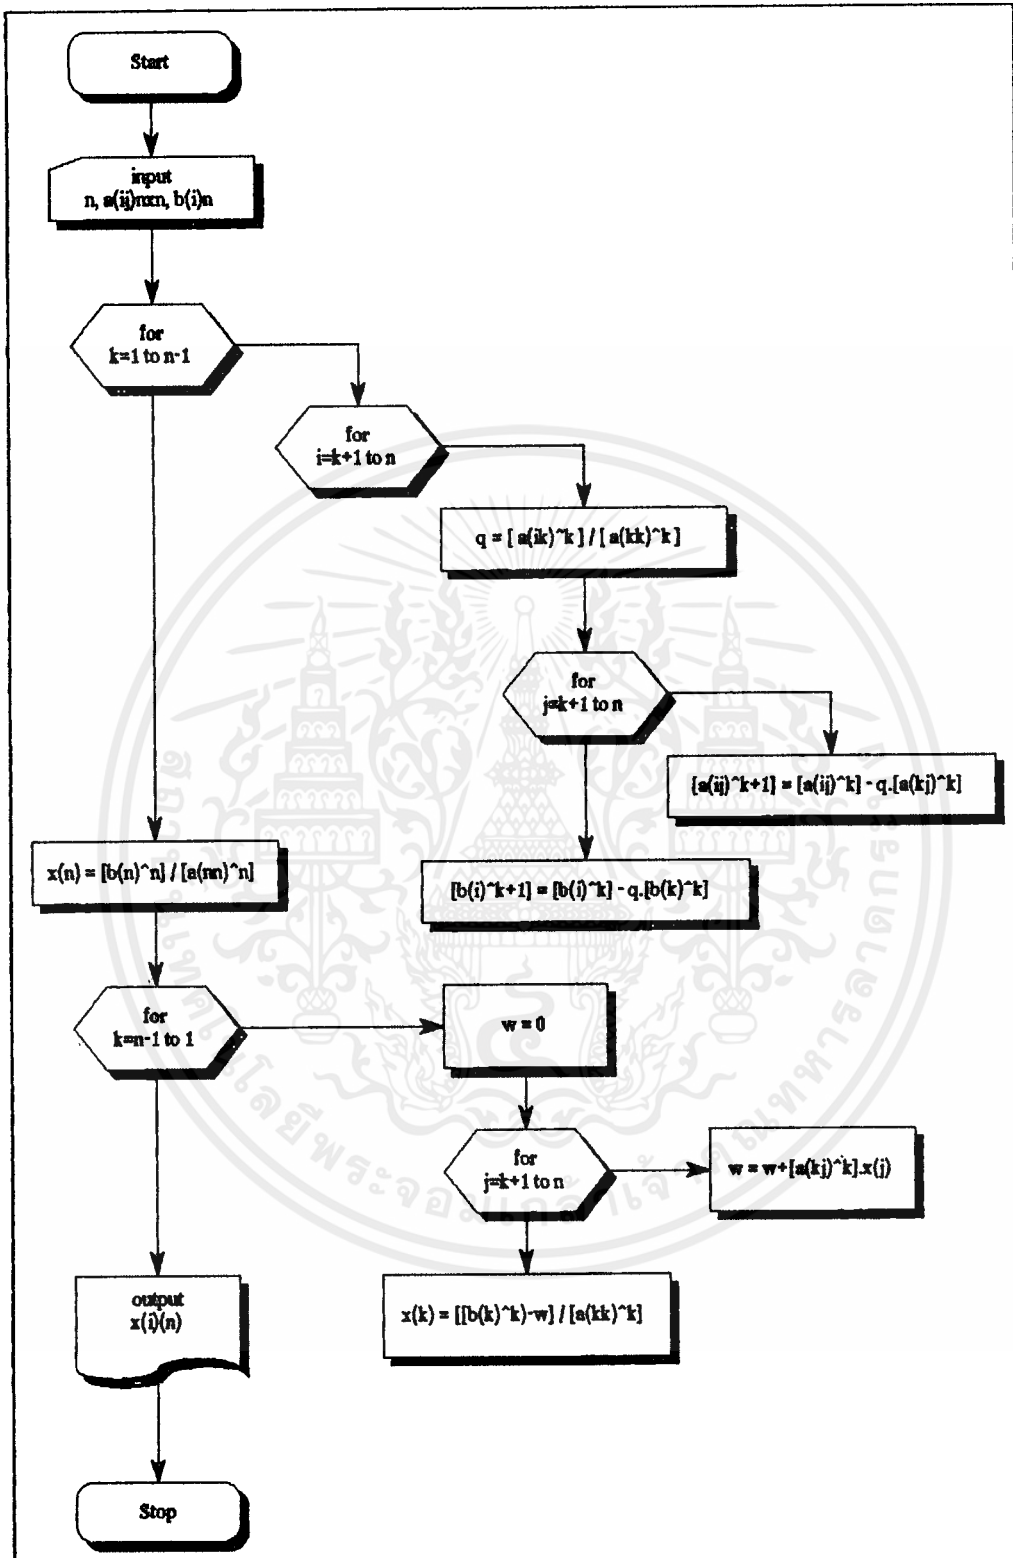 Start
input
n, a(ij)nxn, b(i)n
for
k=1 to n-1
for
i=k+1 to n
q = [ a(ik)^k ] / [ a(kk)^k ]
for
j=k+1 to n
[a(ij)^k+1] = [a(ij)^k] - q.[a(kj)^k]
x(n) = [b(n)^n] / [a(nn)^n]
[b(i)^k+1] = [b(i)^k] - q.[b(k)^k]
for
k=n-1 to 1
w = 0
for
j=k+1 to n
w = w+[a(kj)^k].x(j)
output
x(i)(n)
x(k) = [[b(k)^k)-w] / [a(kk)^k]
Stop